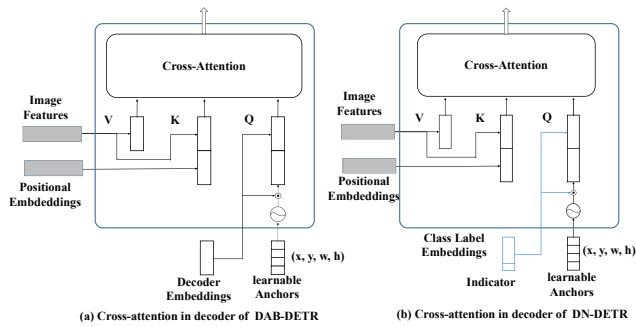 Cross-Attention
Image
Features
V
K
Q
Positional
Embdeddings
Decoder
Embeddings
(x, y, w, h)
learnable
Anchors
(a) Cross-attention in decoder of DAB-DETR
Cross-Attention
Image
Features
V
K
Q
Positional
Embdeddings
Class Label
Embeddings
Indicator
(x, y, w, h)
learnable
Anchors
(b) Cross-attention in decoder of DN-DETR